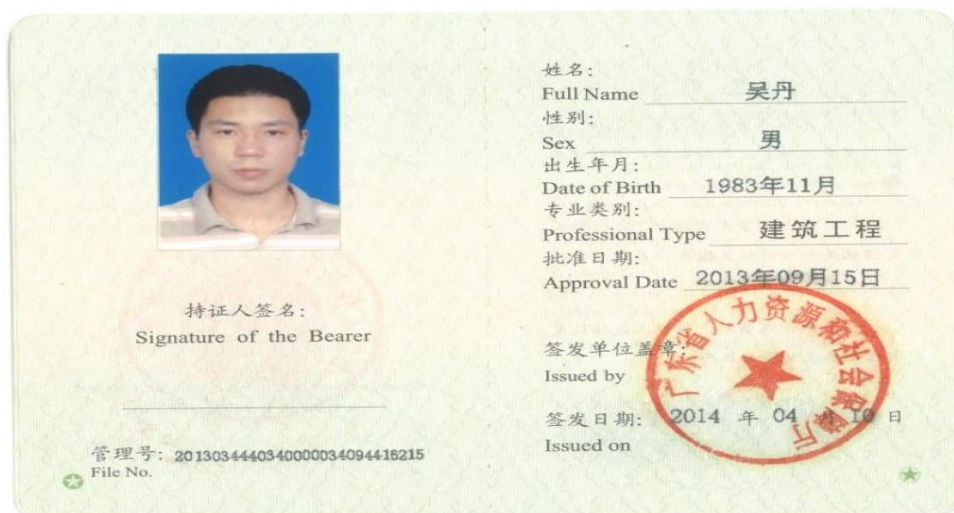 持证人签名:
Signature of the Bearer
管理号: 2013034440340000034094416215
File No.
姓名:
Full Name 吴丹
性别:
Sex 男
出生年月:
Date of Birth 1983年11月
专业类别:
Professional Type 建筑工程
批准日期:
Approval Date 2013年09月15日
签发单位盖章:
Issued by
广东省人力资源和社会保障厅
签发日期: 2014 年 04 月 10 日
Issued on